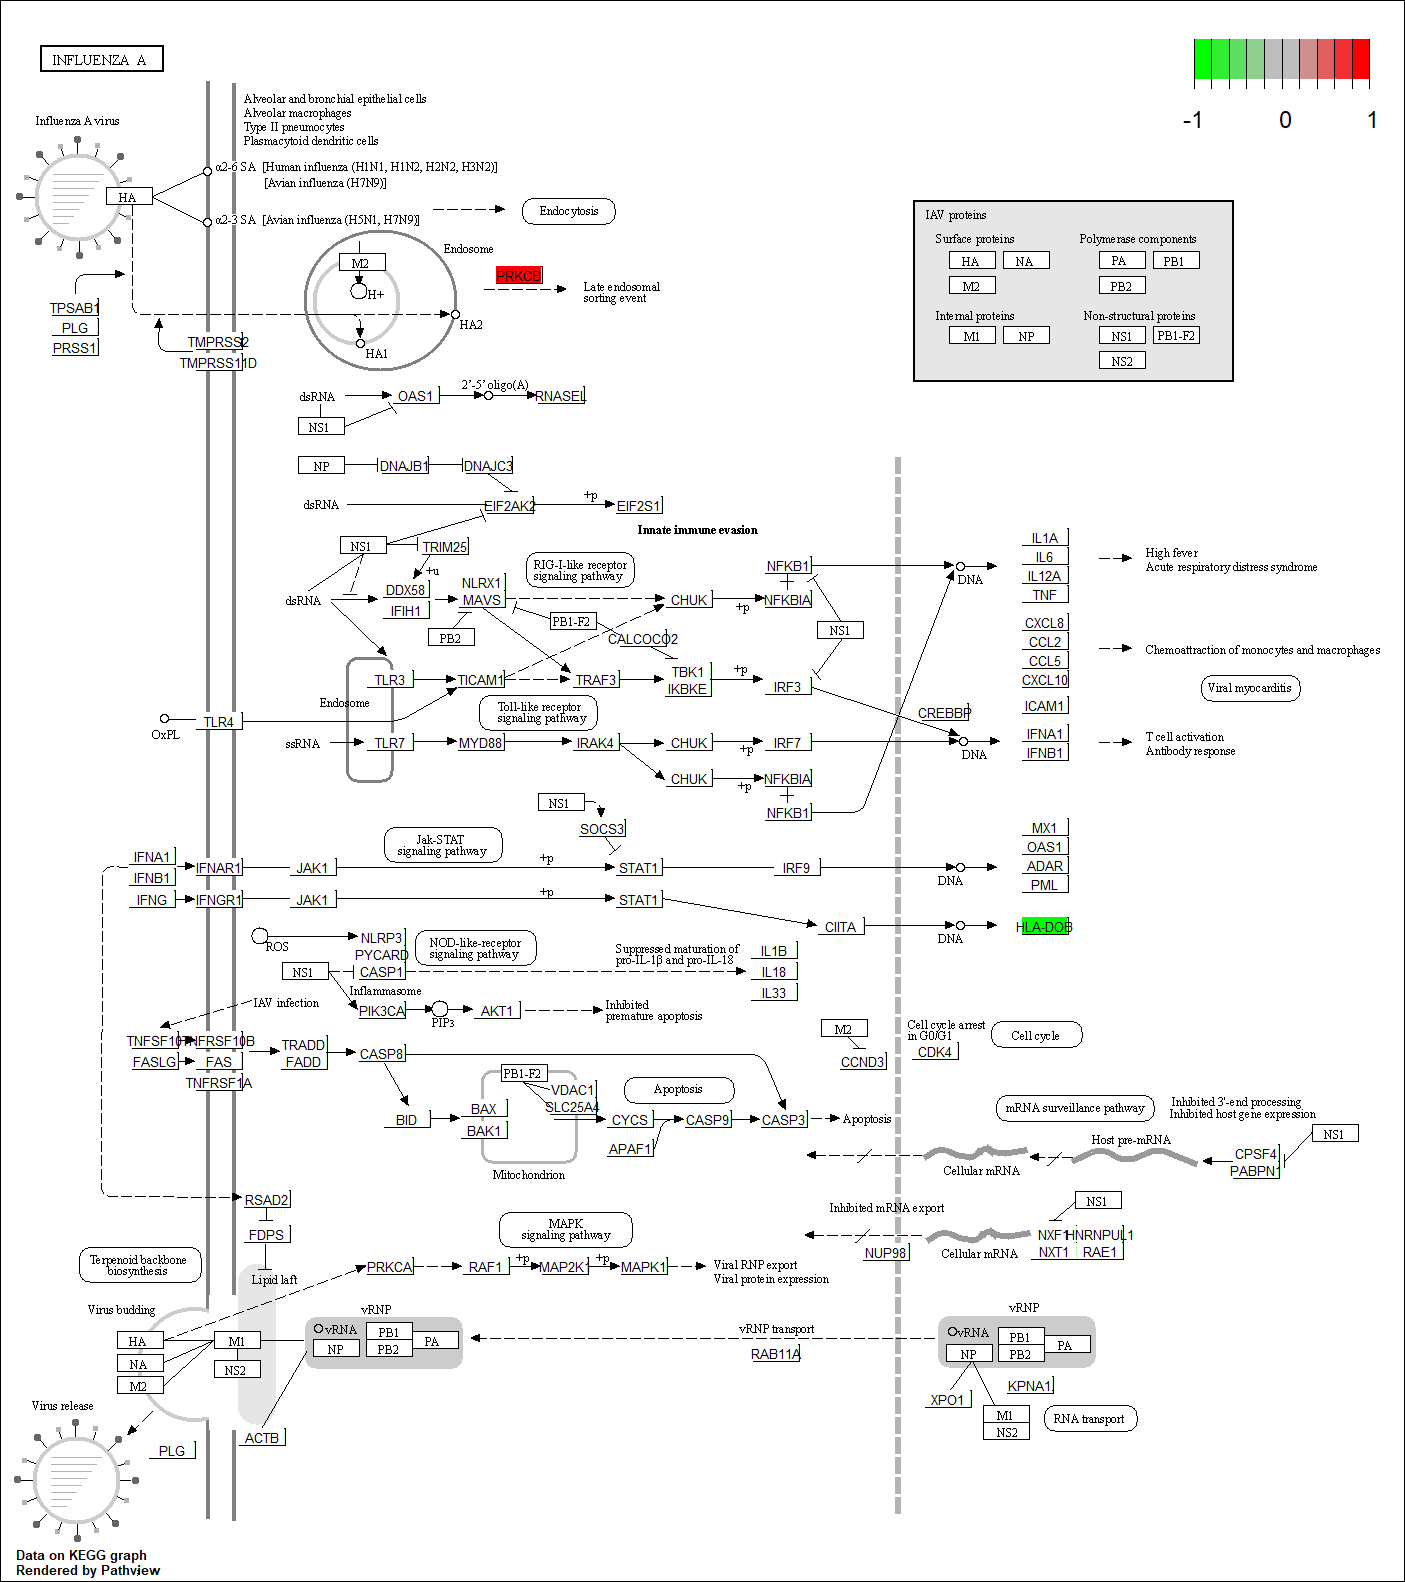 INFLUENZA A
-1 0 1
Alveolar and bronchial epithelial cells
Alveolar macrophages
Type II pneumocytes
Plasmacytoid dendritic cells
Influenza A virus
HA
α2-6 SA [Human influenza (H1N1, H1N2, H2N2, H3N2)]
[Avian influenza (H7N9)]
α2-3 SA [Avian influenza (H5N1, H7N9)]
Endocytosis
Endosome
M2
H+
HA2
HA1
PRKCB
Late endosomal
sorting event
TPSAB1
PLG
PRSS1
TMPRSS2
TMPRSS11D
IAV proteins
Surface proteins
HA NA
M2
Polymerase components
PA PB1
PB2
Internal proteins
M1 NP
Non-structural proteins
NS1 PB1-F2
NS2
dsRNA
OAS1
2'-5' oligo(A)
RNASEL
NS1
NP
DNAJB1
DNAJC3
dsRNA
EIF2AK2
+p
EIF2S1
Innate immune evasion
NS1
TRIM25
+u
dsRNA
DDX58
IFIH1
NLRX1
MAVS
PB2
RIG-I-like receptor
signaling pathway
PB1-F2
CALCOCO2
CHUK
+p
NFKB1
NFKBIA
NS1
DNA
IL1A
IL6
IL12A
TNF
High fever
Acute respiratory distress syndrome
CXCL8
CCL2
CCL5
CXCL10
Chemoattraction of monocytes and macrophages
Viral myocarditis
ICAM1
IFNA1
IFNB1
T cell activation
Antibody response
Endosome
TLR3
TICAM1
TRAF3
TBK1
IKBKE
+p
IRF3
CREBBP
DNA
OxPL
TLR4
Toll-like receptor
signaling pathway
ssRNA
TLR7
MYD88
IRAK4
CHUK
+p
IRF7
CHUK
+p
NFKBIA
NFKB1
NS1
SOCS3
Jak-STAT
signaling pathway
IFNA1
IFNB1
IFNAR1
JAK1
+p
STAT1
IRF9
DNA
MX1
OAS1
ADAR
PML
IFNG
IFNGR1
JAK1
+p
STAT1
CIITA
DNA
HLA-DOB
ROS
NLRP3
PYCARD
CASP1
NS1
Inflammasome
NOD-like-receptor
signaling pathway
Suppressed maturation of
pro-IL-1β and pro-IL-18
IL1B
IL18
IL33
IAV infection
PIK3CA
PIP3
AKT1
Inhibited
premature apoptosis
TNFSF10
TNFRSF10B
FASLG
FAS
TNFRSF1A
TRADD
FADD
CASP8
M2
CCND3
Cell cycle arrest
in G0/G1
CDK4
Cell cycle
BID
BAX
BAK1
PB1-F2
VDAC1
SLC25A4
Mitochondrion
Apoptosis
CYCS
APAF1
CASP9
CASP3
Apoptosis
mRNA surveillance pathway
Inhibited 3'-end processing
Inhibited host gene expression
NS1
Host pre-mRNA
CPSF4
PABPN1
Cellular mRNA
RSAD2
FDPS
Lipid laft
Inhibited mRNA export
NS1
NXF1
HNRNPUL1
NXT1
RAE1
Cellular mRNA
NUP98
MAPK
signaling pathway
PRKCA
RAF1
+p
MAP2K1
+p
MAPK1
Viral RNP export
Viral protein expression
Terpenoid backbone
biosynthesis
Virus budding
HA
NA
M2
M1
NS2
vRNP
vRNA
NP
PB1
PB2
PA
vRNP transport
RAB11A
vRNP
vRNA
NP
PB1
PB2
PA
XPO1
KPNA1
M1
NS2
RNA transport
Virus release
PLG
ACTB
Data on KEGG graph
Rendered by Pathview